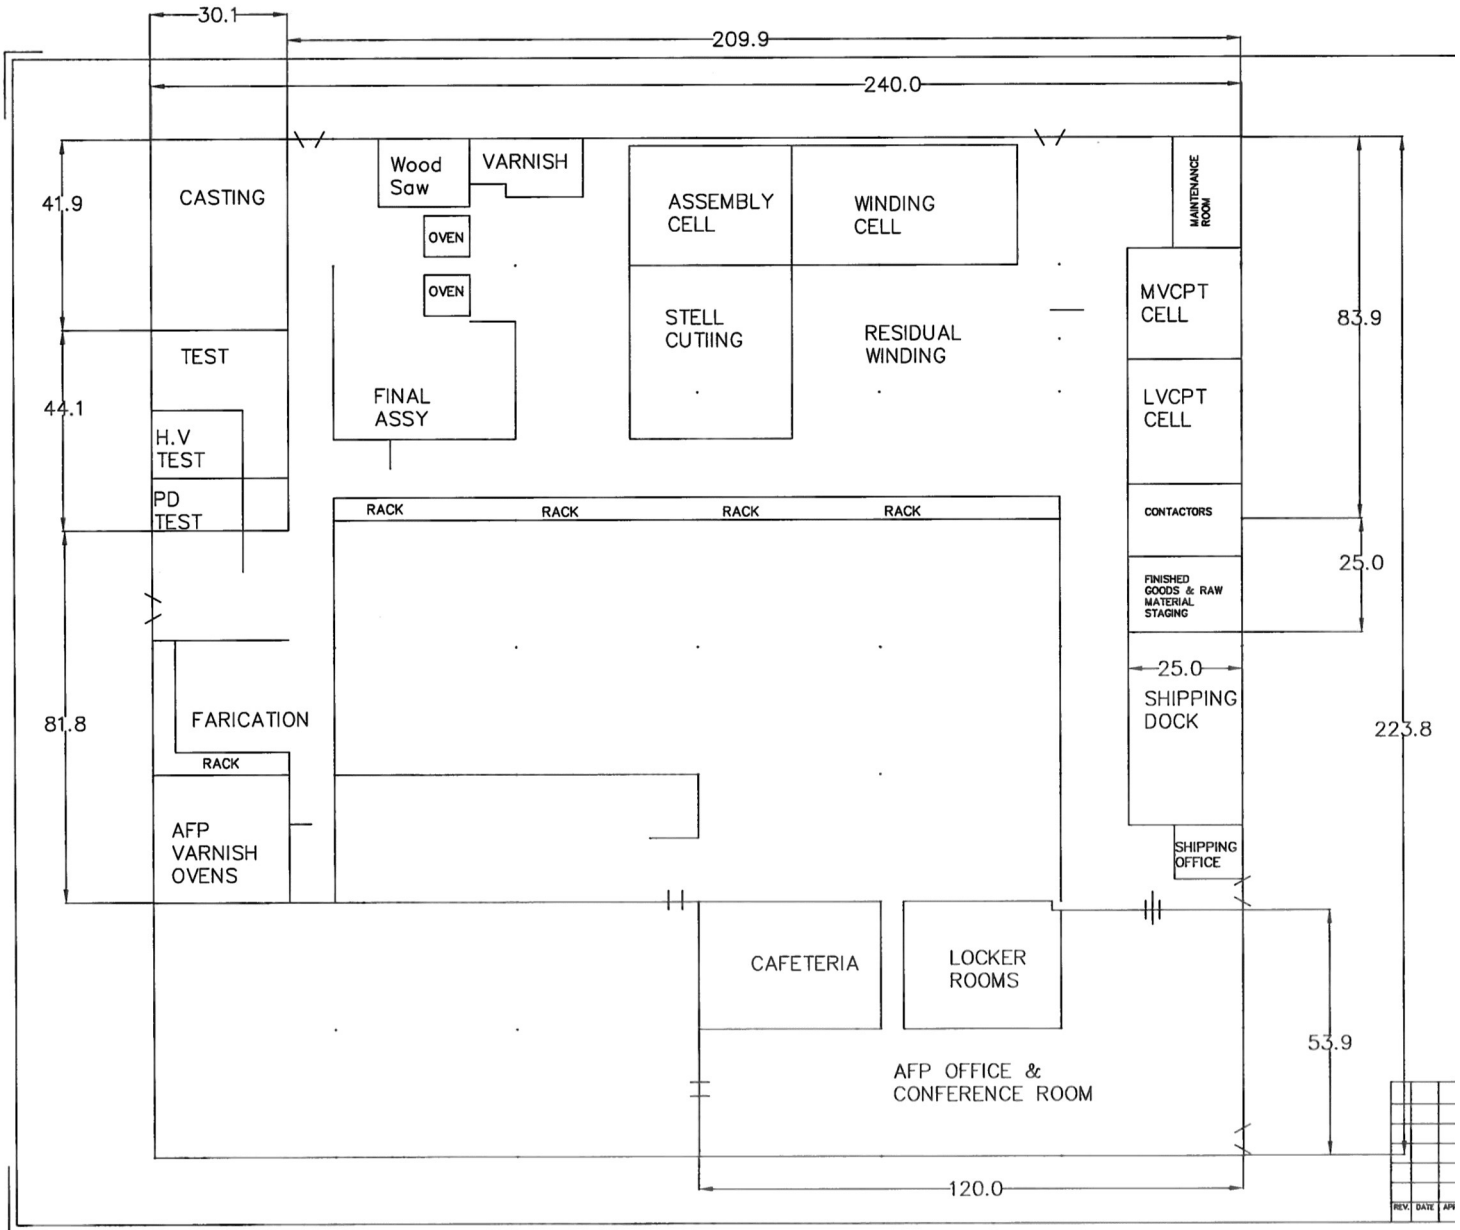 30.1
209.9
240.0
Wood
Saw
VARNISH
CASTING
41.9
ASSEMBLY
CELL
WINDING
CELL
MAINTENANCE
ROOM
OVEN
OVEN
MVCPT
CELL
83.9
STELL
CUTIING
RESIDUAL
WINDING
TEST
FINAL
ASSY
LVCPT
CELL
44.1
H.V
TEST
PD
TEST
RACK
RACK
RACK
RACK
CONTACTORS
25.0
FINISHED
GOODS & RAW
MATERIAL
STAGING
25.0
SHIPPING
DOCK
81.8
FARICATION
223.8
RACK
AFP
VARNISH
OVENS
SHIPPING
OFFICE
CAFETERIA
LOCKER
ROOMS
53.9
AFP OFFICE &
CONFERENCE ROOM
120.0
REV. DATE